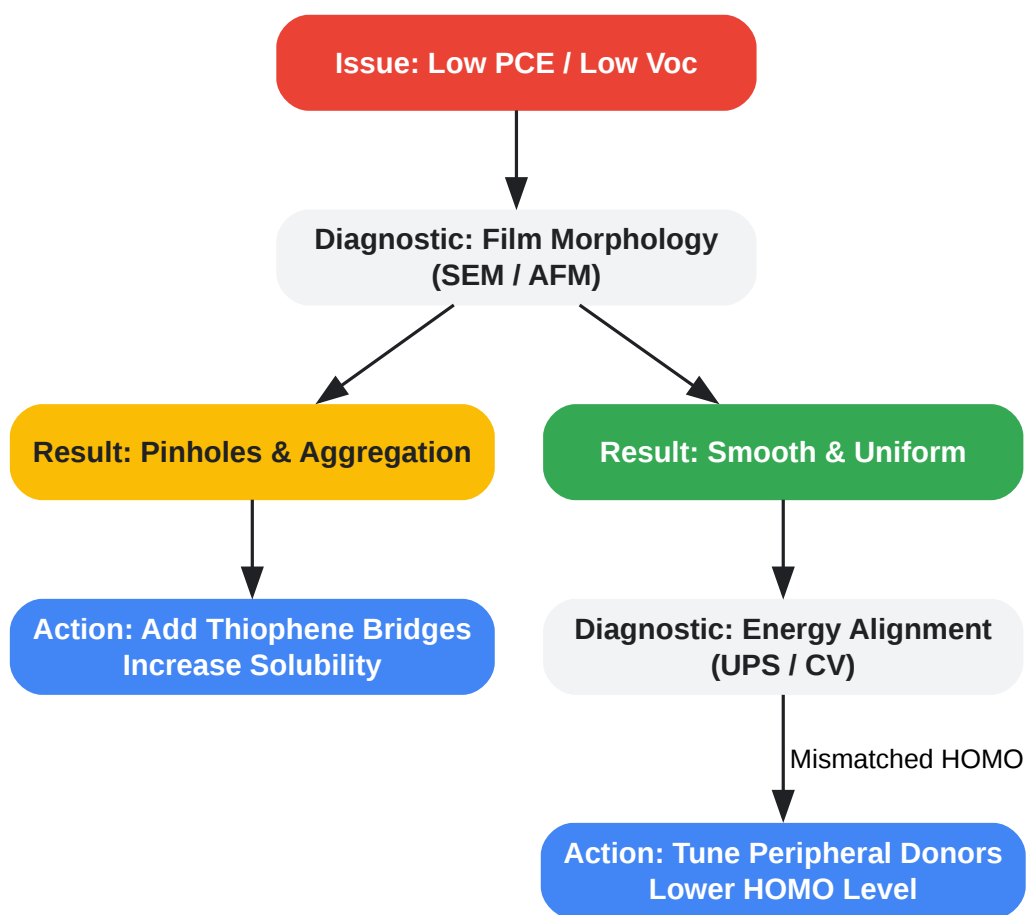 Issue: Low PCE / Low Voc
Diagnostic: Film Morphology
(SEM / AFM)
Result: Pinholes & Aggregation
Result: Smooth & Uniform
Action: Add Thiophene Bridges
Increase Solubility
Diagnostic: Energy Alignment
(UPS / CV)
Mismatched HOMO
Action: Tune Peripheral Donors
Lower HOMO Level